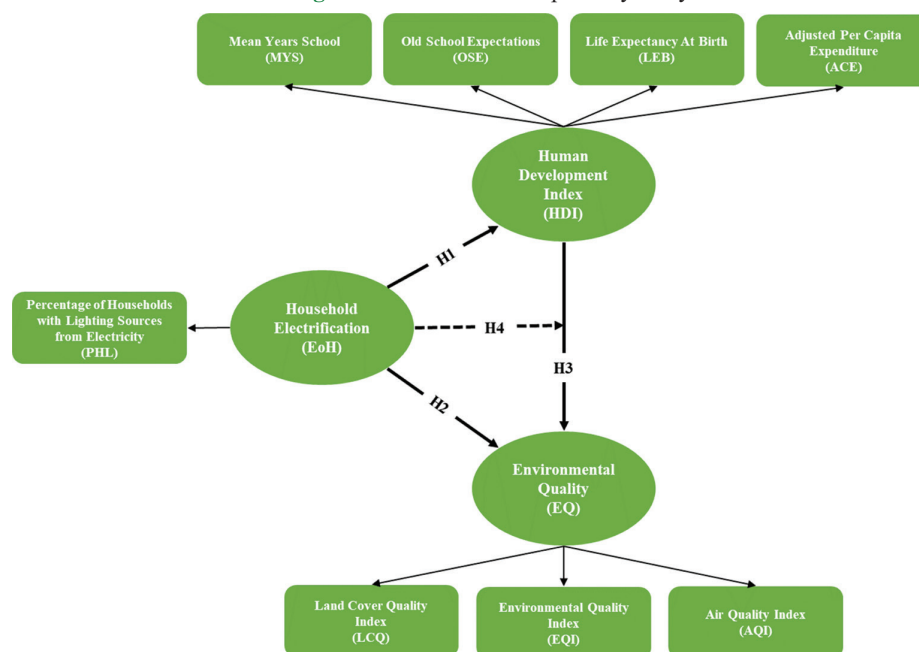 Mean Years School
(MYS)
Old School Expectations
(OSE)
Life Expectancy At Birth
(LEB)
Adjusted Per Capita
Expenditure
(ACE)
Human
Development
Index
(HDI)
H1
Percentage of Households
with Lighting Sources
from Electricity
(PHL)
Household
Electrification
(EoH)
H4
H3
H2
Environmental
Quality
(EQ)
Land Cover Quality
Index
(LCQ)
Environmental Quality
Index
(EQI)
Air Quality Index
(AQI)